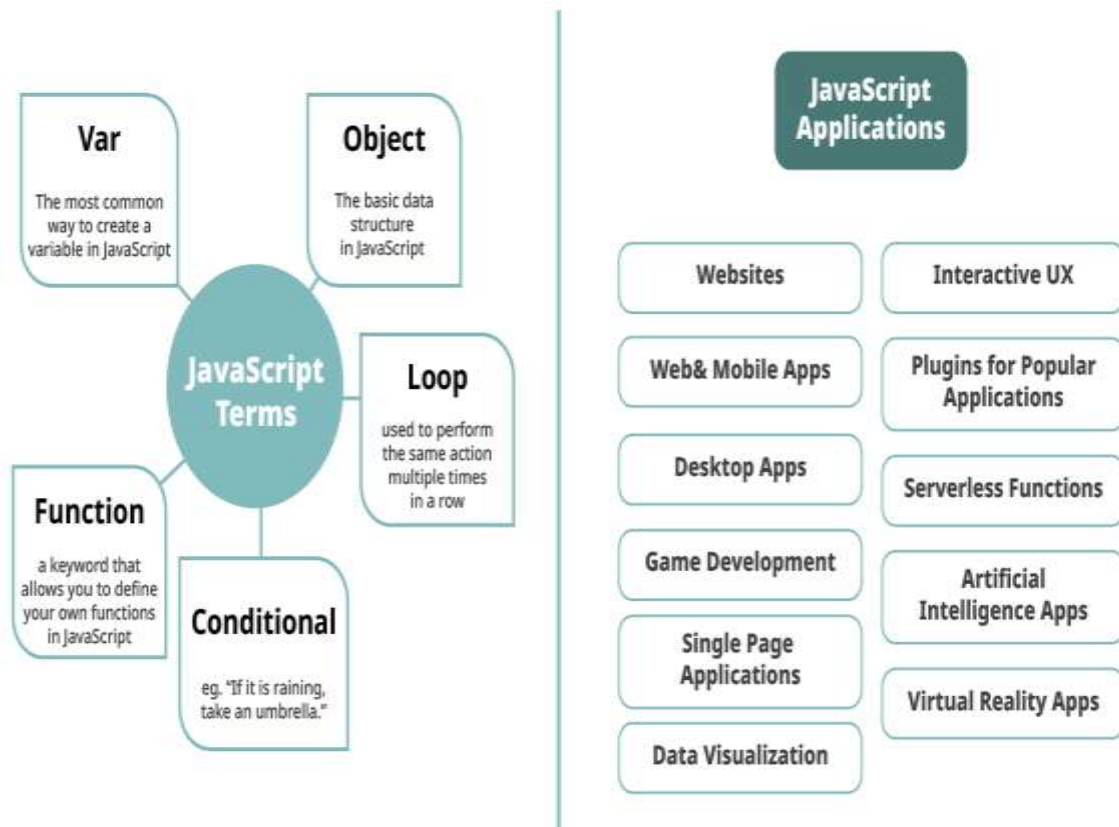 Var
The most common
way to create a
variable in JavaScript
Object
The basic data
structure
in JavaScript
JavaScript
Terms
Loop
used to perform
the same action
multiple times
in a row
Function
a keyword that
allows you to define
your own functions
in JavaScript
Conditional
eg. "If it is raining,
take an umbrella."
JavaScript
Applications
Websites
Web& Mobile Apps
Desktop Apps
Game Development
Single Page
Applications
Data Visualization
Interactive UX
Plugins for Popular
Applications
Serverless Functions
Artificial
Intelligence Apps
Virtual Reality Apps